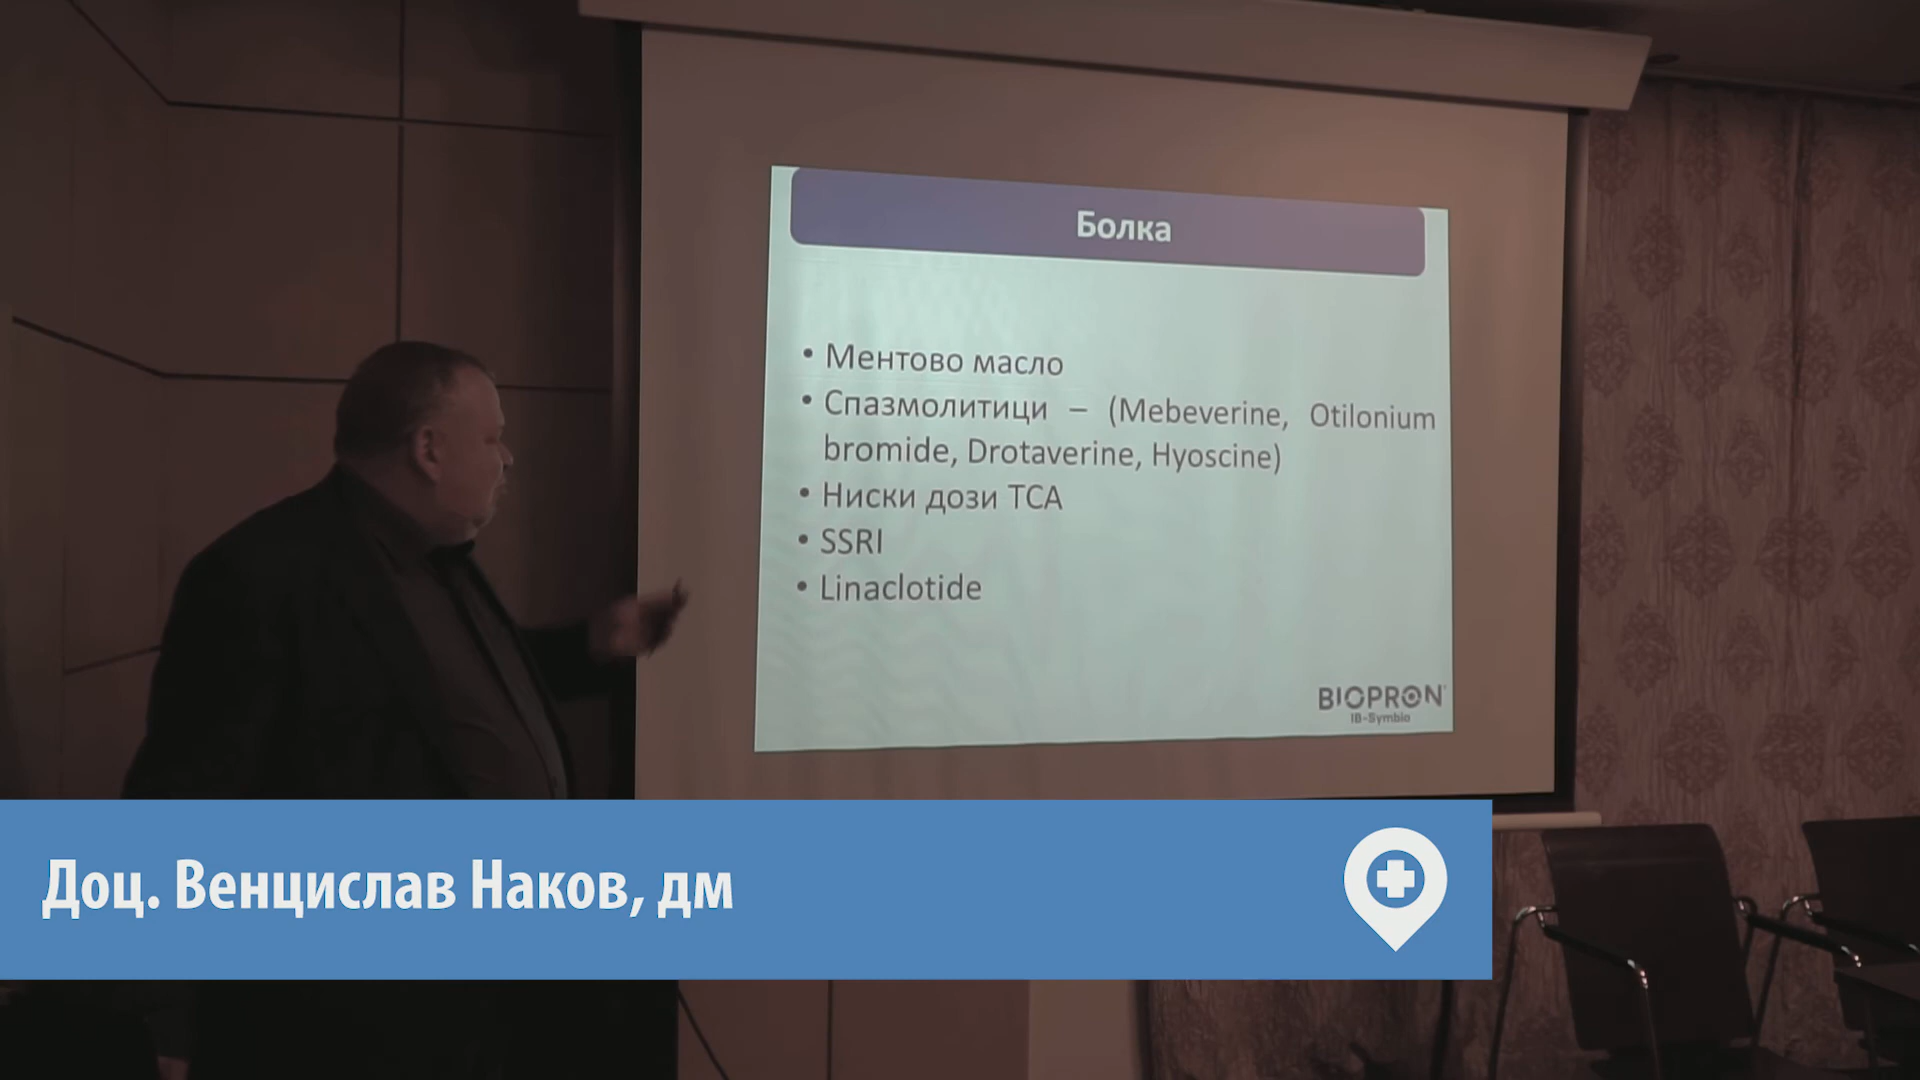 Болка
• Ментово масло
• Спазмолитици – (Mebeverine, Otilonium
bromide, Drotaverine, Hyoscine)
• Ниски дози ТСА
• SSRI
• Linaclotide
BIOPRON
IB-Symbio
Доц. Венцислав Наков, дм